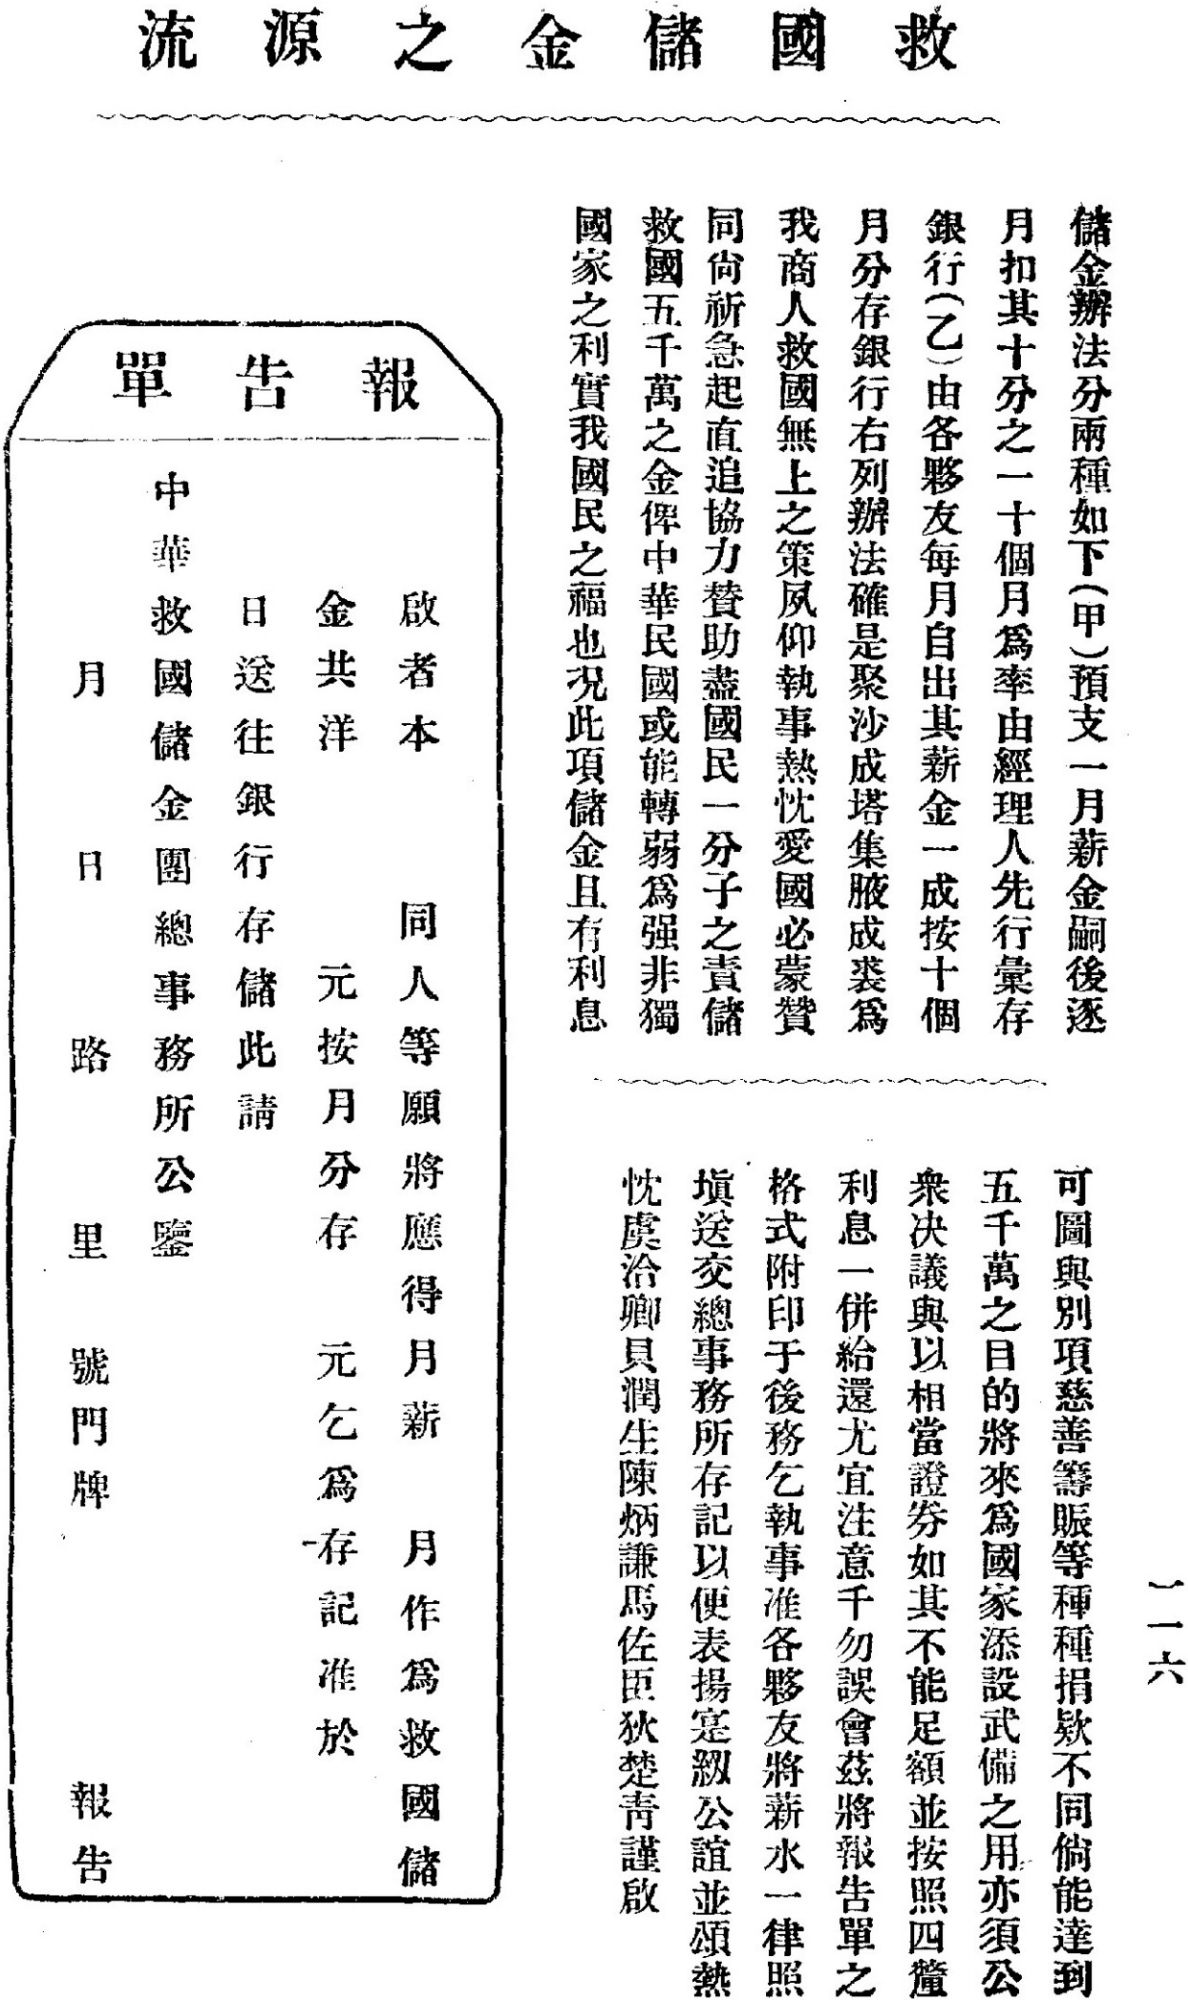 救國儲金之源流
儲金辦法分兩種如下(甲)預支一月薪金嗣後逐
月扣其十分之一十個月爲率由經理人先行彙存
銀行(乙)由各夥友每月自出其薪金一成按十個
月分存銀行右列辦法確是聚沙成塔集腋成裘爲
我商人救國無上之策夙仰執事熱忱愛國必蒙贊
同尙祈急起直追協力贊助盡國民一分子之責儲
救國五千萬之金俾中華民國或能轉弱爲强非獨
國家之利實我國民之福也況此項儲金且有利息
可圖與別項慈善籌賑等種種捐欵不同倘能達到
五千萬之目的將來爲國家添設武備之用亦須公
衆決議與以相當證券如其不能足額並按照四釐
利息一併給還尤宜注意千勿誤會茲將報告單之
格式附印于後務乞執事准各夥友將薪水一律照
塡送交總事務所存記以便表揚寔紉公誼並頌熱
忱虞洽卿貝潤生陳炳謙馬佐臣狄楚靑謹啟
報告單
啟者本 同人等願將應得月薪 月作爲救國儲
金共洋 元按月分存 元乞爲存記准於
日送往銀行存儲此請
中華救國儲金團總事務所公鑒
月 日 路 里 號門牌 報告
一一六